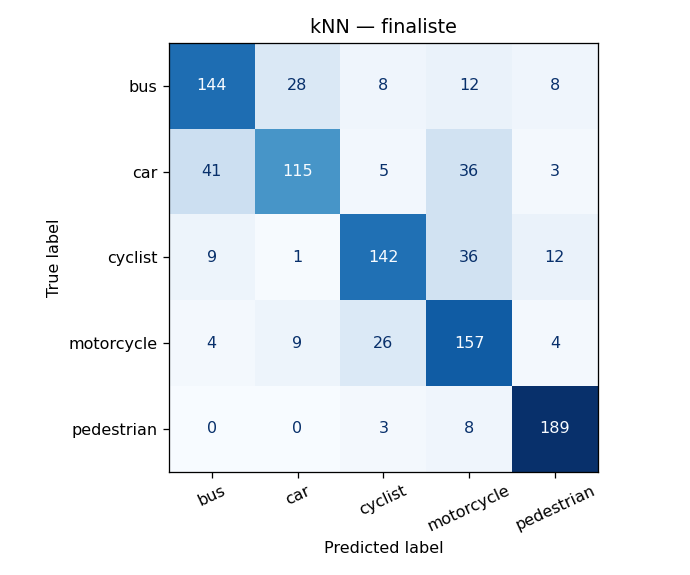 kNN — finaliste
True label
bus 144 28 8 12 8
car 41 115 5 36 3
cyclist 9 1 142 36 12
motorcycle 4 9 26 157 4
pedestrian 0 0 3 8 189
bus car cyclist motorcycle pedestrian
Predicted label